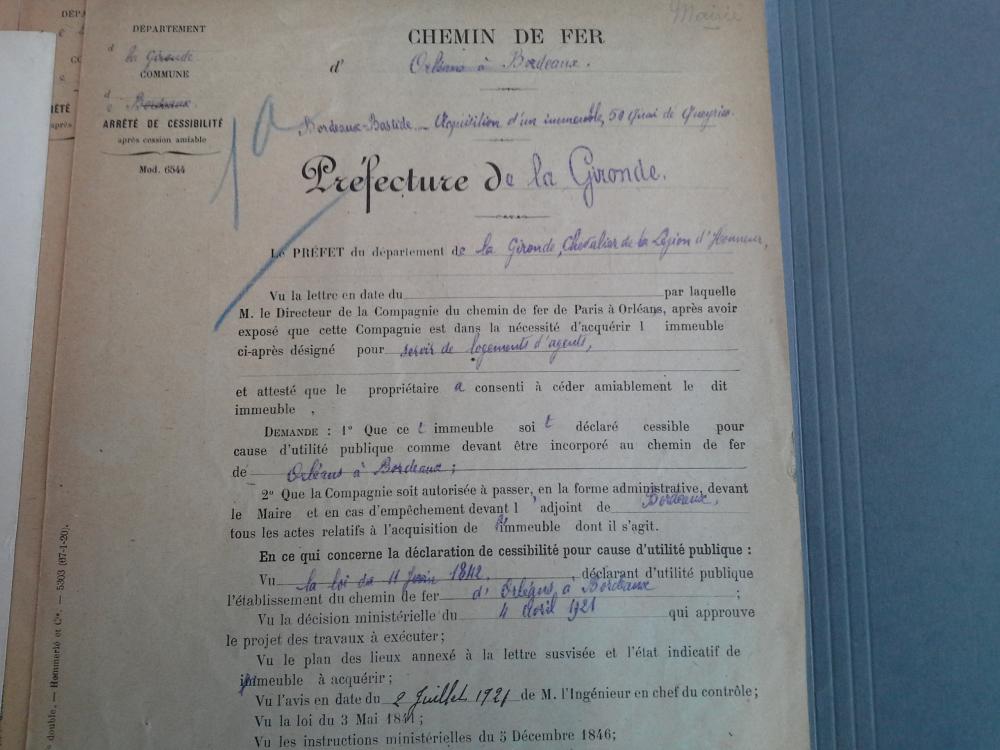 Mairie
DÉPARTEMENT
d
la Gironde
COMMUNE
d
e Bordeaux.
ARRÊTÉ DE CESSIBILITÉ
après cession amiable
Mod. 6544
CHEMIN DE FER
d' Orléans à Bordeaux.
Bordeaux-Bastide. – Acquisition d'un immeuble, 50 Quai de Queyries.
Préfecture de la Gironde.
LE PRÉFET du département de la Gironde, Chevalier de la Légion d'Honneur,
Vu la lettre en date du par laquelle
M. le Directeur de la Compagnie du chemin de fer de Paris à Orléans, après avoir
exposé que cette Compagnie est dans la nécessité d'acquérir l immeuble
ci-après désigné pour servir de logements d'agents,
et attesté que le propriétaire a consenti à céder amiablement le dit
immeuble ,
DEMANDE : 1º Que ce t immeuble soi t déclaré cessible pour
cause d'utilité publique comme devant être incorporé au chemin de fer
de Orléans à Bordeaux ;
2º Que la Compagnie soit autorisée à passer, en la forme administrative, devant
le Maire et en cas d'empêchement devant l' adjoint de Bordeaux,
tous les actes relatifs à l'acquisition de l'immeuble dont il s'agit.
En ce qui concerne la déclaration de cessibilité pour cause d'utilité publique :
Vu la loi du 11 Juin 1842, déclarant d'utilité publique
l'établissement du chemin de fer d'Orléans à Bordeaux ;
Vu la décision ministérielle du 4 Avril 1921 qui approuve
le projet des travaux à exécuter ;
Vu le plan des lieux annexé à la lettre susvisée et l'état indicatif de
immeuble à acquérir ;
Vu l'avis en date du 2 Juillet 1921 de M. l'Ingénieur en chef du contrôle ;
Vu la loi du 3 Mai 1841 ;
Vu les instructions ministérielles du 5 Décembre 1846 ;
double. — Hommerlé et Cie. — 5303 (67-1-20).